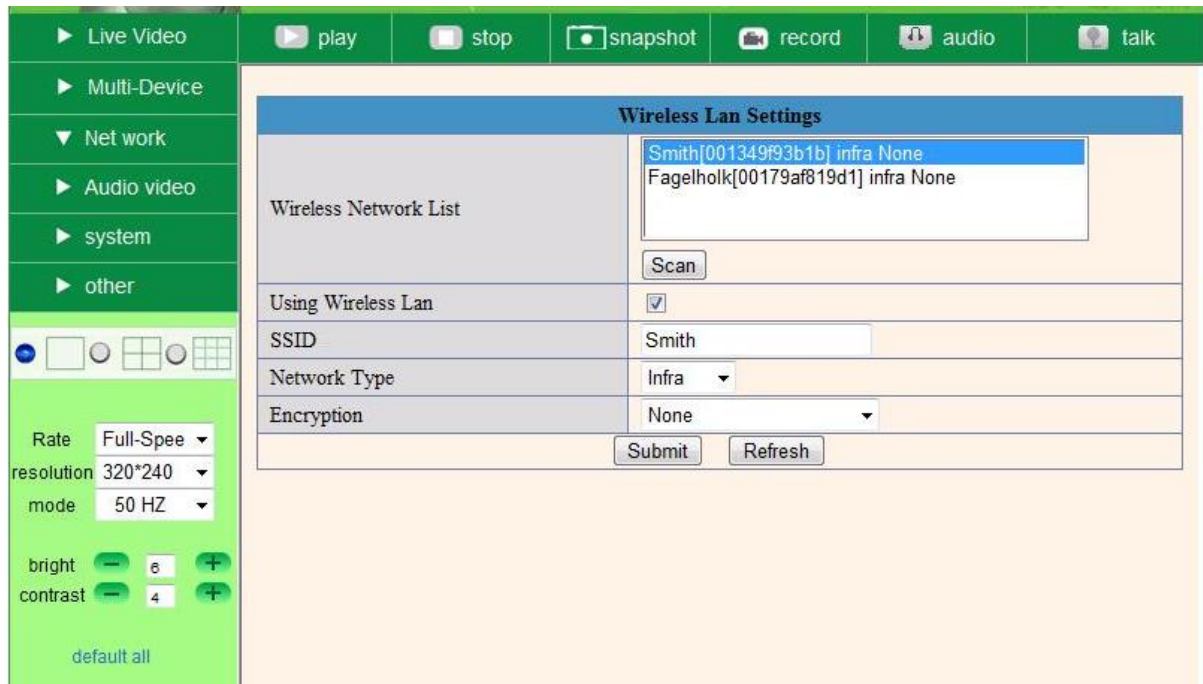 Live Video
play
stop
snapshot
record
audio
talk
Multi-Device
Net work
Audio video
system
other
Rate Full-Spee
resolution 320*240
mode 50 HZ
bright 6
contrast 4
default all
Wireless Lan Settings
Wireless Network List
Smith[001349f93b1b] infra None
Fagelholk[00179af819d1] infra None
Scan
Using Wireless Lan
SSID Smith
Network Type Infra
Encryption None
Submit Refresh